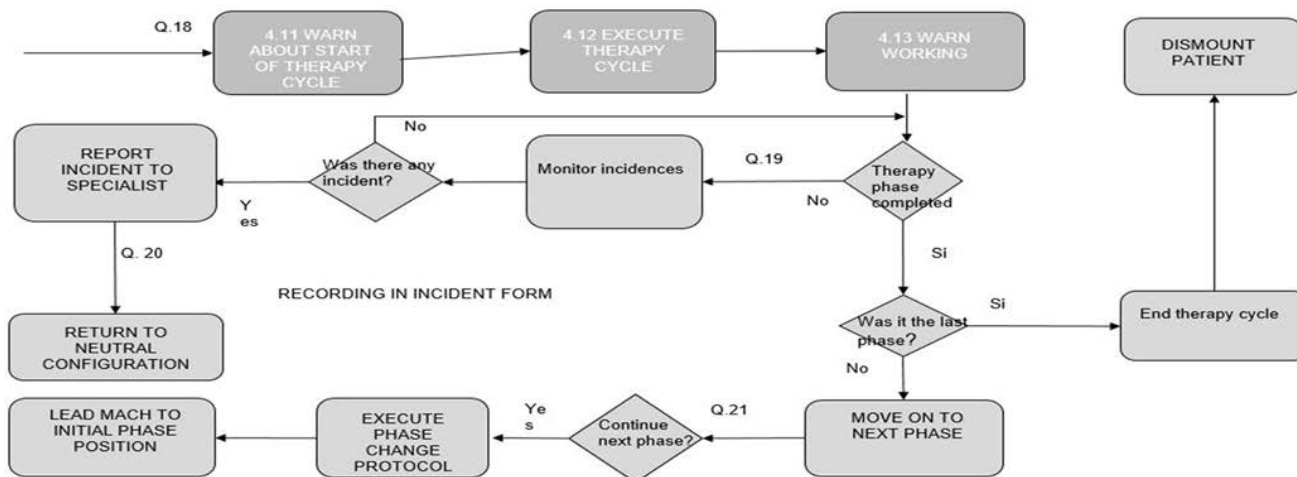 Q.18
4.11 WARN
ABOUT START
OF THERAPY
CYCLE
4.12 EXECUTE
THERAPY
CYCLE
4.13 WARN
WORKING
DISMOUNT
PATIENT
No
REPORT
INCIDENT TO
SPECIALIST
Was there any
incident?
Monitor incidences
Q.19
Therapy
phase
completed
No
Y
es
Q. 20
Si
RECORDING IN INCIDENT FORM
Si
End therapy cycle
Was it the last
phase?
RETURN TO
NEUTRAL
CONFIGURATION
No
LEAD MACH TO
INITIAL PHASE
POSITION
EXECUTE
PHASE
CHANGE
PROTOCOL
Ye
s
Continue
next phase?
Q.21
MOVE ON TO
NEXT PHASE